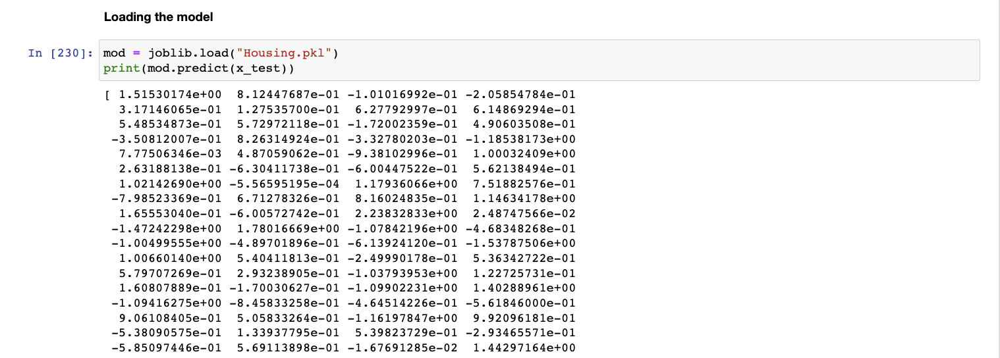 Loading the model
In [230]: mod = joblib.load("Housing.pkl")
print(mod.predict(x_test))
[ 1.51530174e+00  8.12447687e-01 -1.01016992e-01 -2.05854784e-01
3.17146065e-01  1.27535700e-01  6.27792997e-01  6.14869294e-01
5.48534873e-01  5.72972118e-01 -1.72002359e-01  4.90603508e-01
-3.50812007e-01  8.26314924e-01 -3.32780203e-01 -1.18538173e+00
7.77506346e-03  4.87059062e-01 -9.38102996e-01  1.00032409e+00
2.63188138e-01 -6.30411738e-01 -6.00447522e-01  5.62138494e-01
1.02142690e+00 -5.56595195e-04  1.17936066e+00  7.51882576e-01
-7.98523369e-01  6.71278326e-01  8.16024835e-01  1.14634178e+00
1.65553040e-01 -6.00572742e-01  2.23832833e+00  2.48747566e-02
-1.47242298e+00  1.78016669e+00 -1.07842196e+00 -4.68348268e-01
-1.00499555e+00 -4.89701896e-01 -6.13924120e-01 -1.53787506e+00
1.00660140e+00  5.40411813e-01 -2.49990178e-01  5.36342722e-01
5.79707269e-01  2.93238905e-01 -1.03793953e+00  1.22725731e-01
1.60807889e-01 -1.70030627e-01 -1.09902231e+00  1.40288961e+00
-1.09416275e+00 -8.45833258e-01 -4.64514226e-01 -5.61846000e-01
9.06108405e-01  5.05833264e-01 -1.16197847e+00  9.92096181e-01
-5.38090575e-01  1.33937795e-01  5.39823729e-01 -2.93465571e-01
-5.85097446e-01  5.69113898e-01 -1.67691285e-02  1.44297164e+00